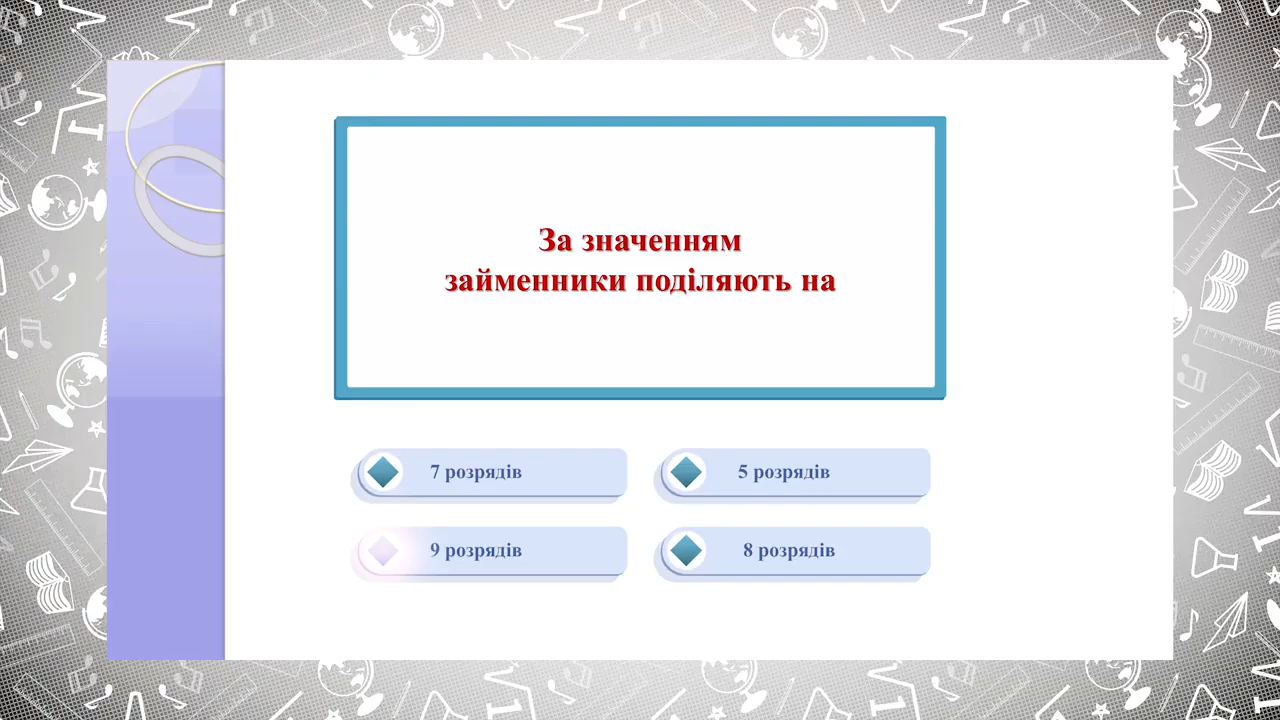 За значенням
займенники поділяють на
7 розрядів
5 розрядів
9 розрядів
8 розрядів